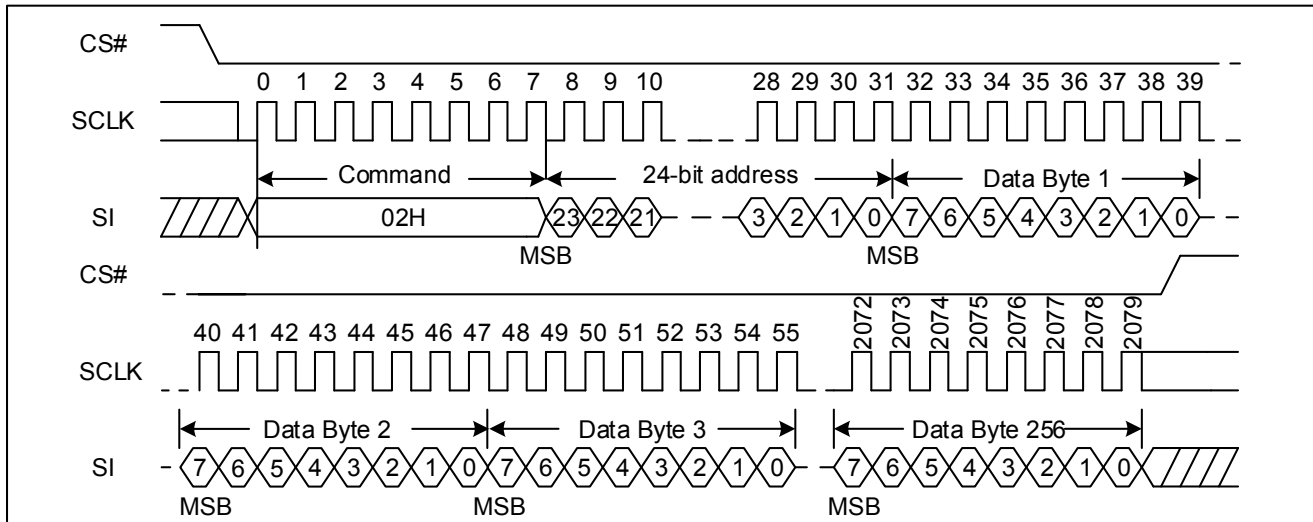 CS#
0 1 2 3 4 5 6 7 8 9 10 28 29 30 31 32 33 34 35 36 37 38 39
SCLK
Command 24-bit address Data Byte 1
SI 02H 23 22 21 3 2 1 0 7 6 5 4 3 2 1 0
MSB MSB
CS#
40 41 42 43 44 45 46 47 48 49 50 51 52 53 54 55 2072 2073 2074 2075 2076 2077 2078 2079
SCLK
Data Byte 2 Data Byte 3 Data Byte 256
SI 7 6 5 4 3 2 1 0 7 6 5 4 3 2 1 0 7 6 5 4 3 2 1 0
MSB MSB MSB